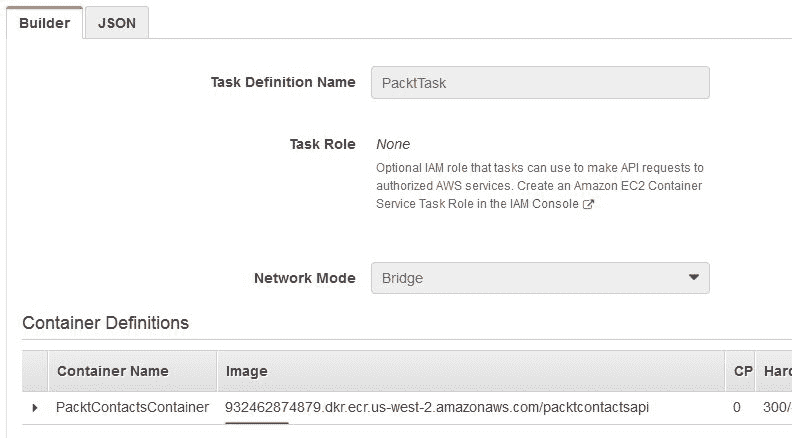 Builder
JSON
Task Definition Name PacktTask
Task Role None
Optional IAM role that tasks can use to make API requests to
authorized AWS services. Create an Amazon EC2 Container
Service Task Role in the IAM Console
Network Mode Bridge
Container Definitions
Container Name Image CP Hard
PacktContactsContainer 932462874879.dkr.ecr.us-west-2.amazonaws.com/packtcontactsapi 0 300/